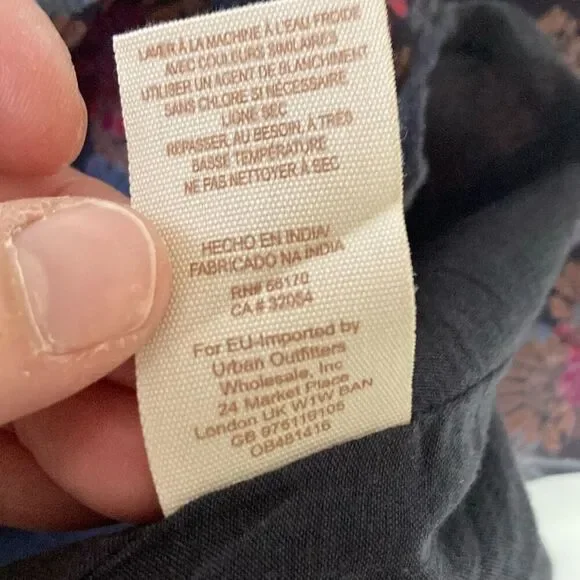 LAVER À LA MACHINE À L'EAU FROIDE
AVEC COULEURS SIMILAIRES
UTILISER UN AGENT DE BLANCHIMENT
SANS CHLORE SI NÉCESSAIRE
LIGNE SEC
REPASSER, AU BESOIN, À TRÈS
BASSE TEMPÉRATURE
NE PAS NETTOYER À SEC
HECHO EN INDIA/
FABRICADO NA INDIA
RN# 66170
CA # 32054
For EU-Imported by
Urban Outfitters
Wholesale, Inc
24 Market Place
London UK W1W 8AN
GB 976119105
OB481416